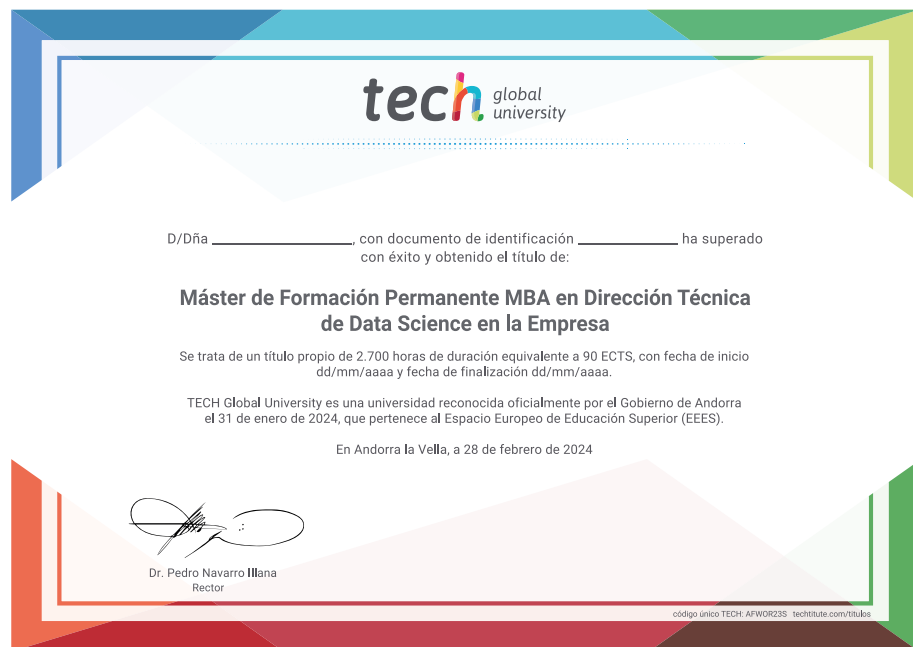 tech global
university
D/Dña ____________________, con documento de identificación ______________ ha superado
con éxito y obtenido el título de:
Máster de Formación Permanente MBA en Dirección Técnica
de Data Science en la Empresa
Se trata de un título propio de 2.700 horas de duración equivalente a 90 ECTS, con fecha de inicio
dd/mm/aaaa y fecha de finalización dd/mm/aaaa.
TECH Global University es una universidad reconocida oficialmente por el Gobierno de Andorra
el 31 de enero de 2024, que pertenece al Espacio Europeo de Educación Superior (EEES).
En Andorra la Vella, a 28 de febrero de 2024
Dr. Pedro Navarro Illana
Rector
código único TECH: AFWOR23S techtitute.com/titulos